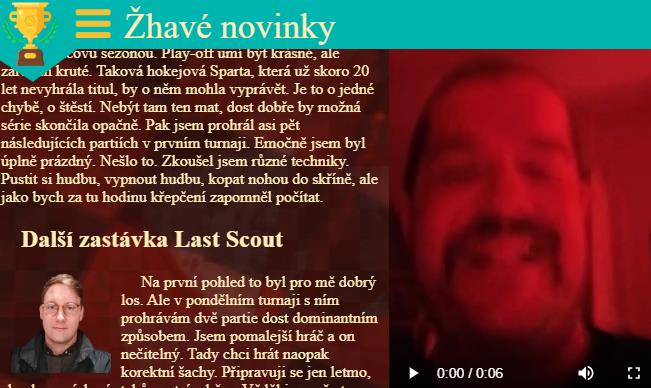 Žhavé novinky
sezónou. Play-off umí být krásné, ale
kruté. Taková hokejová Sparta, která už skoro 20
let nevyhrála titul, by o něm mohla vyprávět. Je to o jedné
chybě, o štěstí. Nebýt tam ten mat, dost dobře by možná
série skončila opačně. Pak jsem prohrál asi pět
následujících partiích v prvním turnaji. Emočně jsem byl
úplně prázdný. Nešlo to. Zkoušel jsem různé techniky.
Pustit si hudbu, vypnout hudbu, kopat nohou do skříně, ale
jako bych za tu hodinu křepčení zapomněl počítat.
Další zastávka Last Scout
Na první pohled to byl pro mě dobrý
los. Ale v pondělním turnaji s ním
prohrávám dvě partie dost dominantním
způsobem. Jsem pomalejší hráč a on
nečitelný. Tady chci hrát naopak
korektní šachy. Připravuji se jen letmo,
0:00 / 0:06